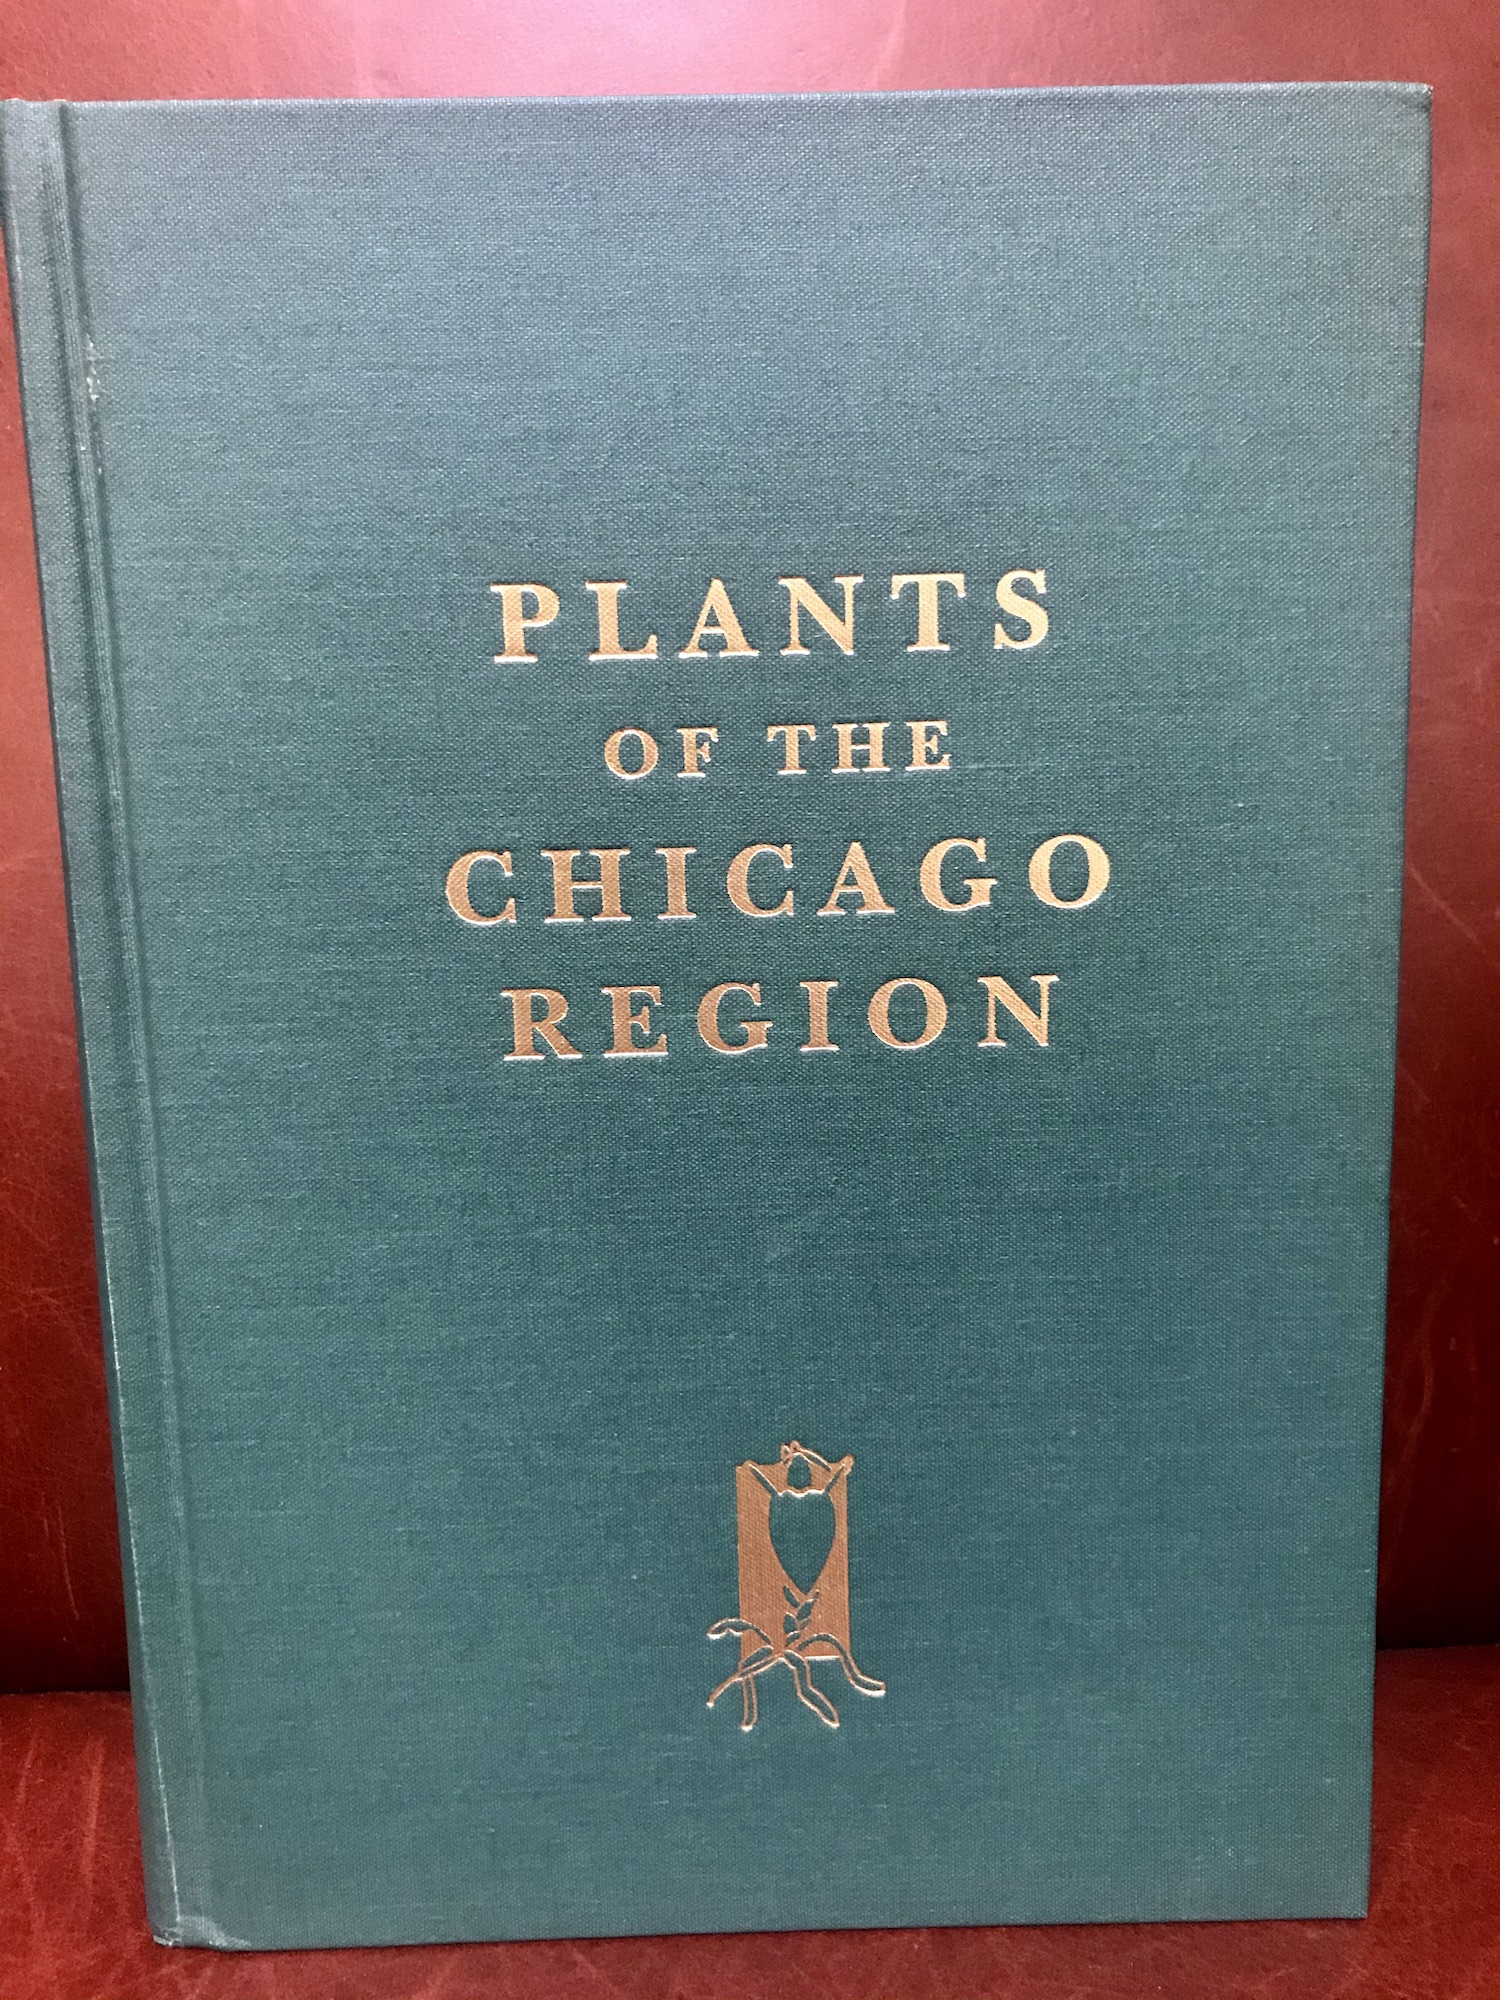 PLANTS
OF THE
CHICAGO
REGION